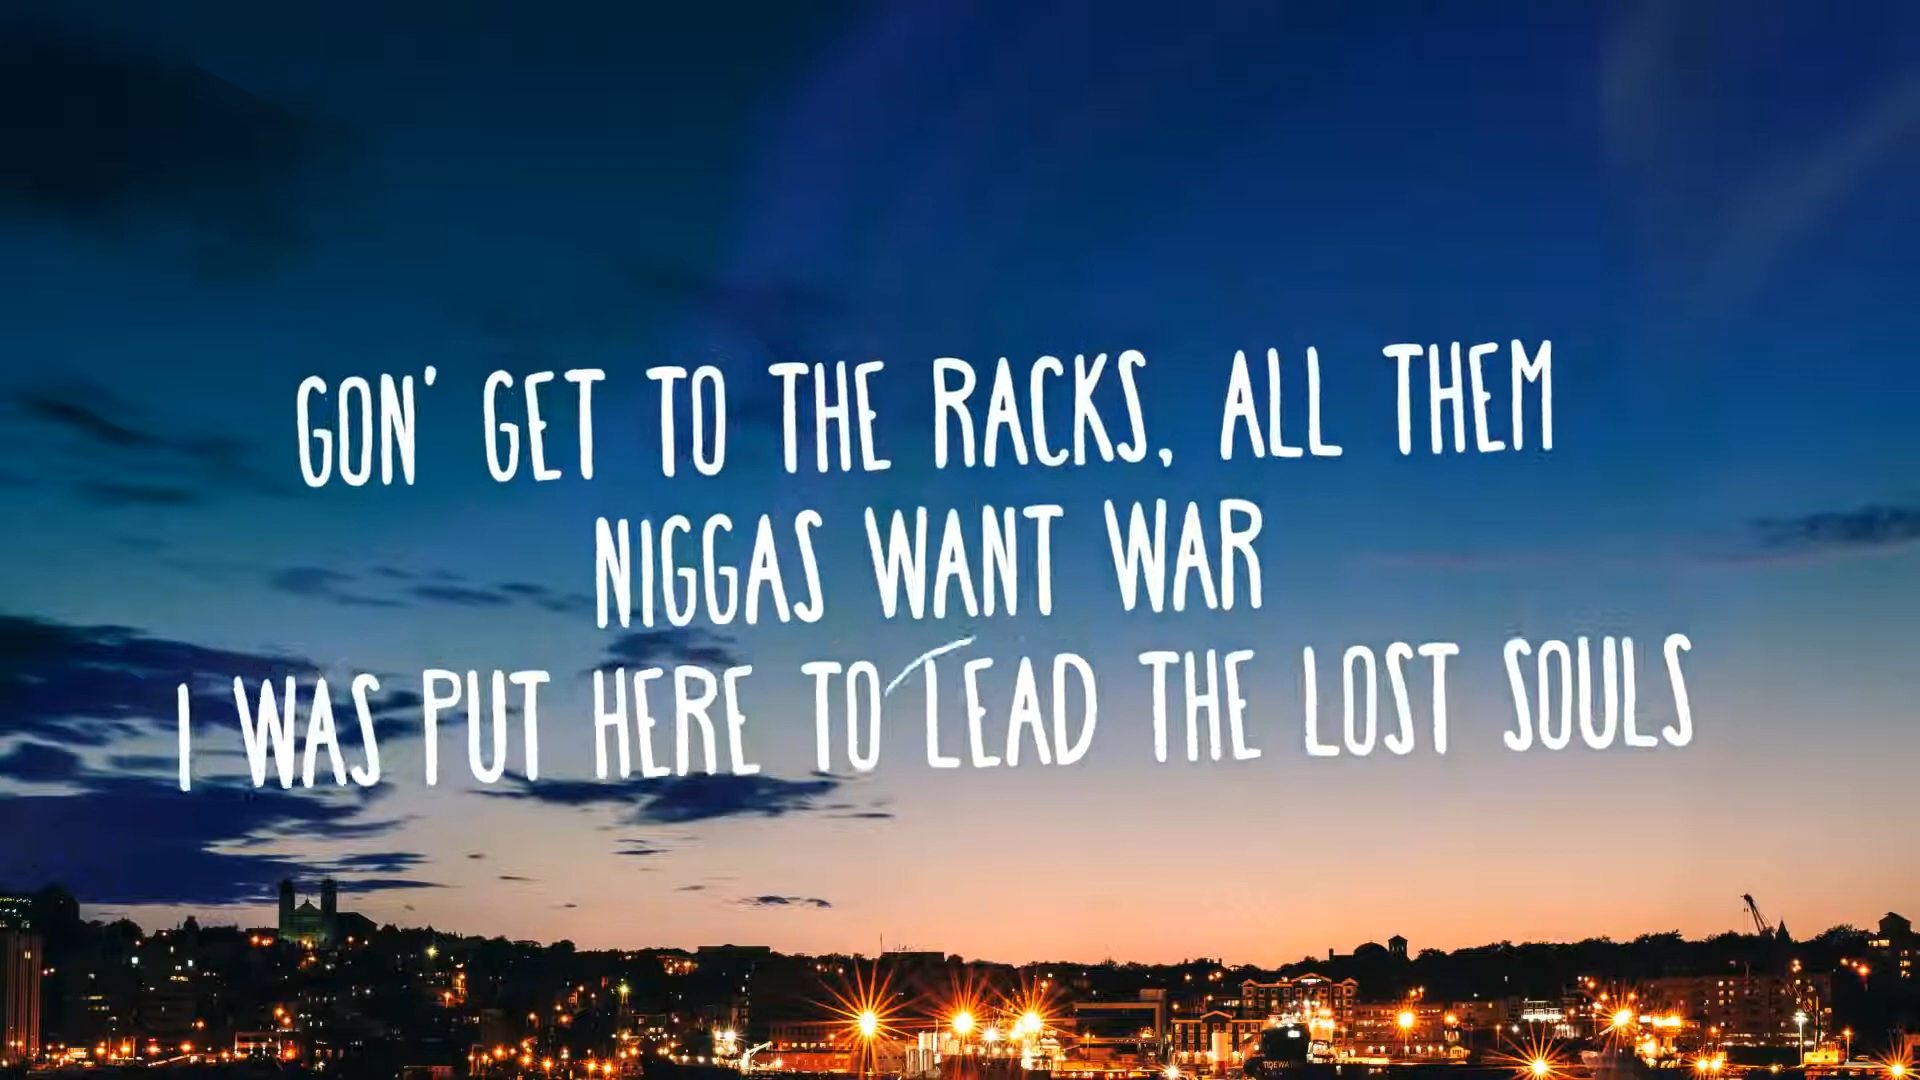 GON' GET TO THE RACKS, ALL THEM
NIGGAS WANT WAR
I WAS PUT HERE TO LEAD THE LOST SOULS